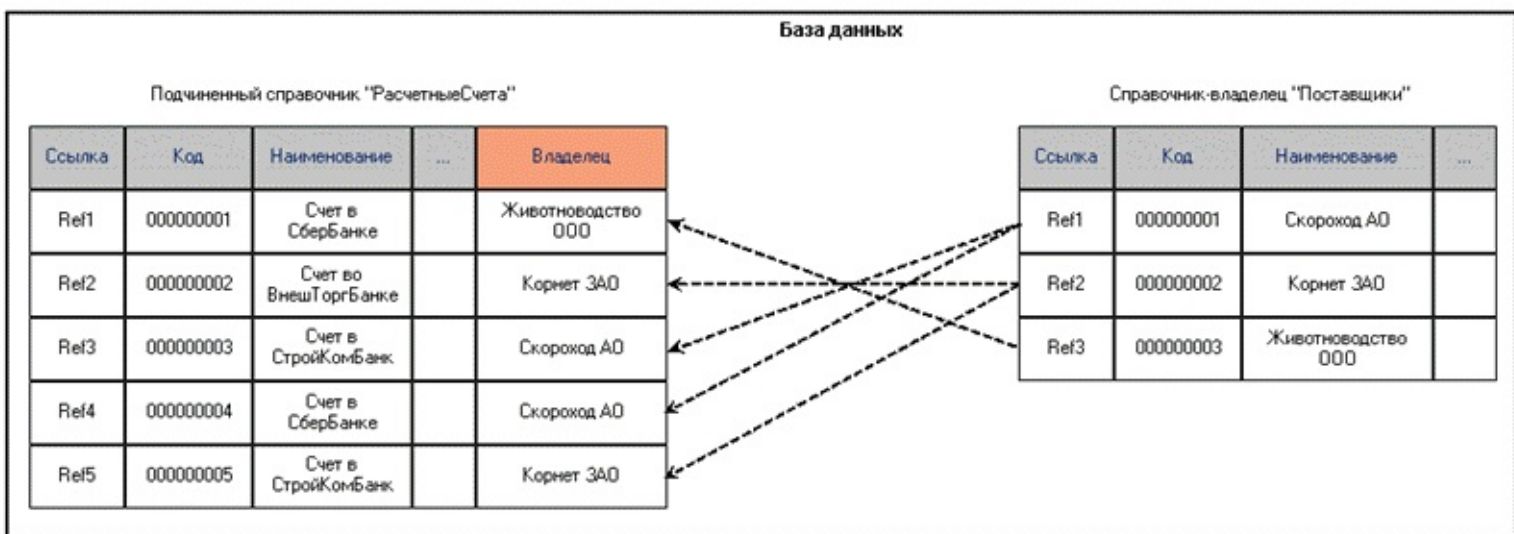 База данных
Подчиненный справочник "РасчетныеСчета"
Справочник-владелец "Поставщики"
Ссылка Код Наименование ... Владелец
Ref1 000000001 Счет в СберБанке Животноводство ООО
Ref2 000000002 Счет во ВнешТоргБанке Корнет ЗАО
Ref3 000000003 Счет в СтройКомБанк Скороход АО
Ref4 000000004 Счет в СберБанке Скороход АО
Ref5 000000005 Счет в СтройКомБанк Корнет ЗАО
Ссылка Код Наименование ...
Ref1 000000001 Скороход АО
Ref2 000000002 Корнет ЗАО
Ref3 000000003 Животноводство ООО